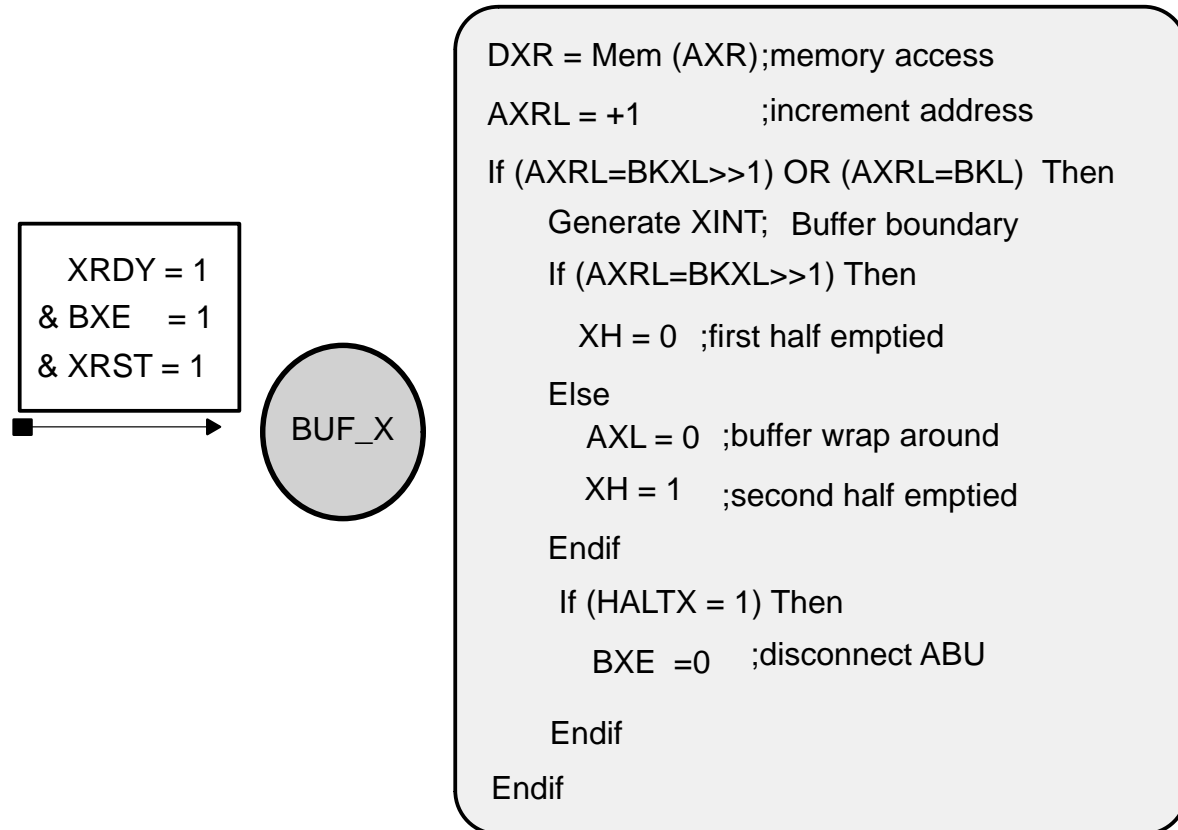 XRDY = 1
& BXE = 1
& XRST = 1
BUF_X
DXR = Mem (AXR);memory access
AXRL = +1 ;increment address
If (AXRL=BKXL>>1) OR (AXRL=BKL) Then
Generate XINT; Buffer boundary
If (AXRL=BKXL>>1) Then
XH = 0 ;first half emptied
Else
AXL = 0 ;buffer wrap around
XH = 1 ;second half emptied
Endif
If (HALTX = 1) Then
BXE =0 ;disconnect ABU
Endif
Endif